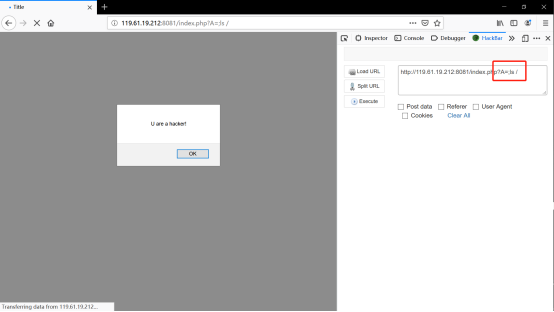 Title
119.61.19.212:8081/index.php?A=;ls /
Inspector Console Debugger HackBar
Load URL
Split URL
Execute
http://119.61.19.212:8081/index.php?A=;ls /
Post data Referer User Agent
Cookies Clear All
U are a hacker!
OK
Transferring data from 119.61.19.212...